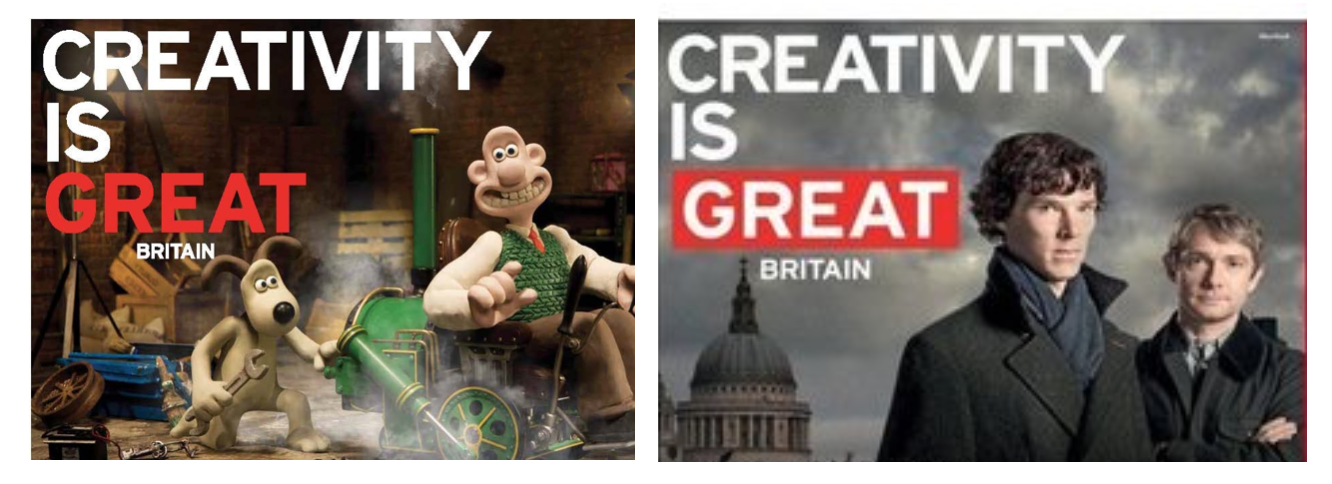 CREATIVITY
IS
GREAT
BRITAIN
CREATIVITY
IS
GREAT
BRITAIN